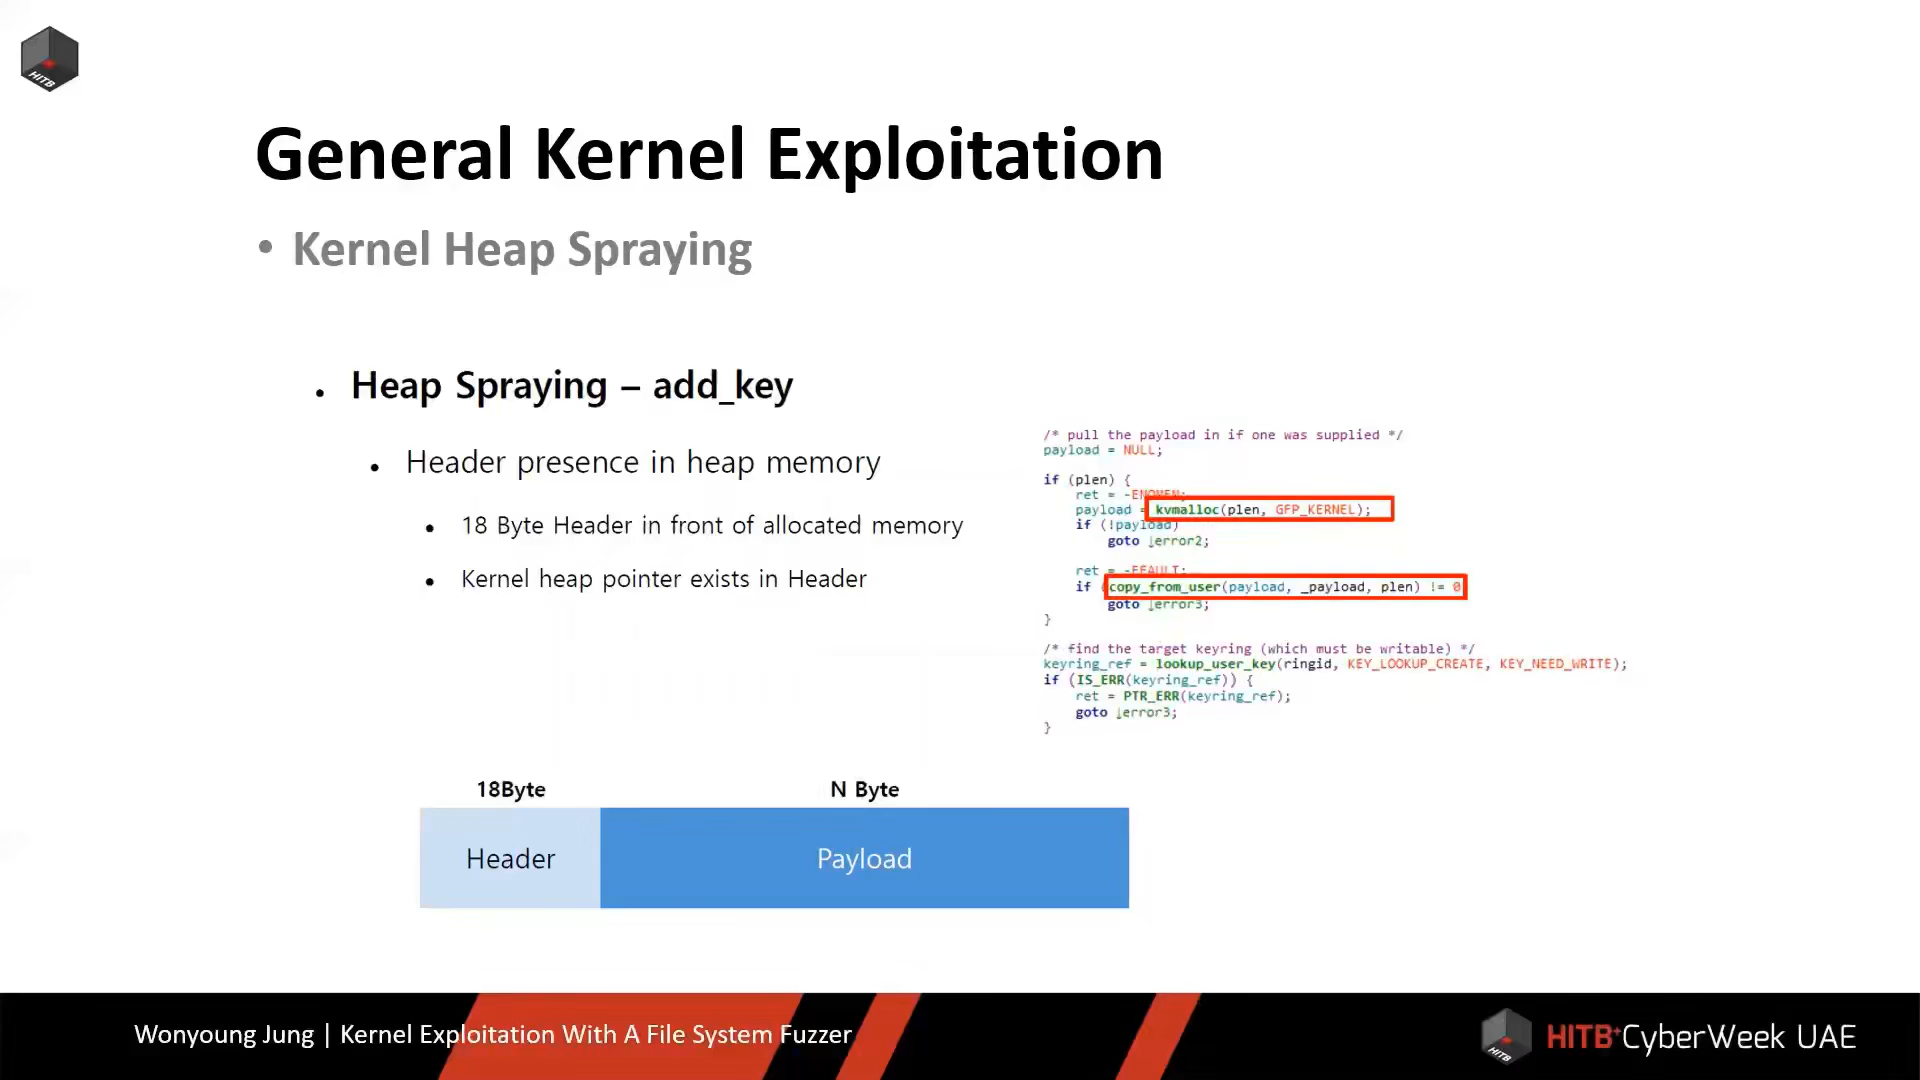 HITB
General Kernel Exploitation
• Kernel Heap Spraying
• Heap Spraying – add_key
• Header presence in heap memory
• 18 Byte Header in front of allocated memory
• Kernel heap pointer exists in Header
/* pull the payload in if one was supplied */
payload = NULL;
if (plen) {
ret = -ENOMEM;
payload = kvmalloc(plen, GFP_KERNEL);
if (!payload)
goto ↓error2;
ret = -EFAULT;
if (copy_from_user(payload, _payload, plen) != 0
goto ↓error3;
}
/* find the target keyring (which must be writable) */
keyring_ref = lookup_user_key(ringid, KEY_LOOKUP_CREATE, KEY_NEED_WRITE);
if (IS_ERR(keyring_ref)) {
ret = PTR_ERR(keyring_ref);
goto ↓error3;
}
18Byte N Byte
Header Payload
Wonyoung Jung | Kernel Exploitation With A File System Fuzzer
HITB HITB+CyberWeek UAE